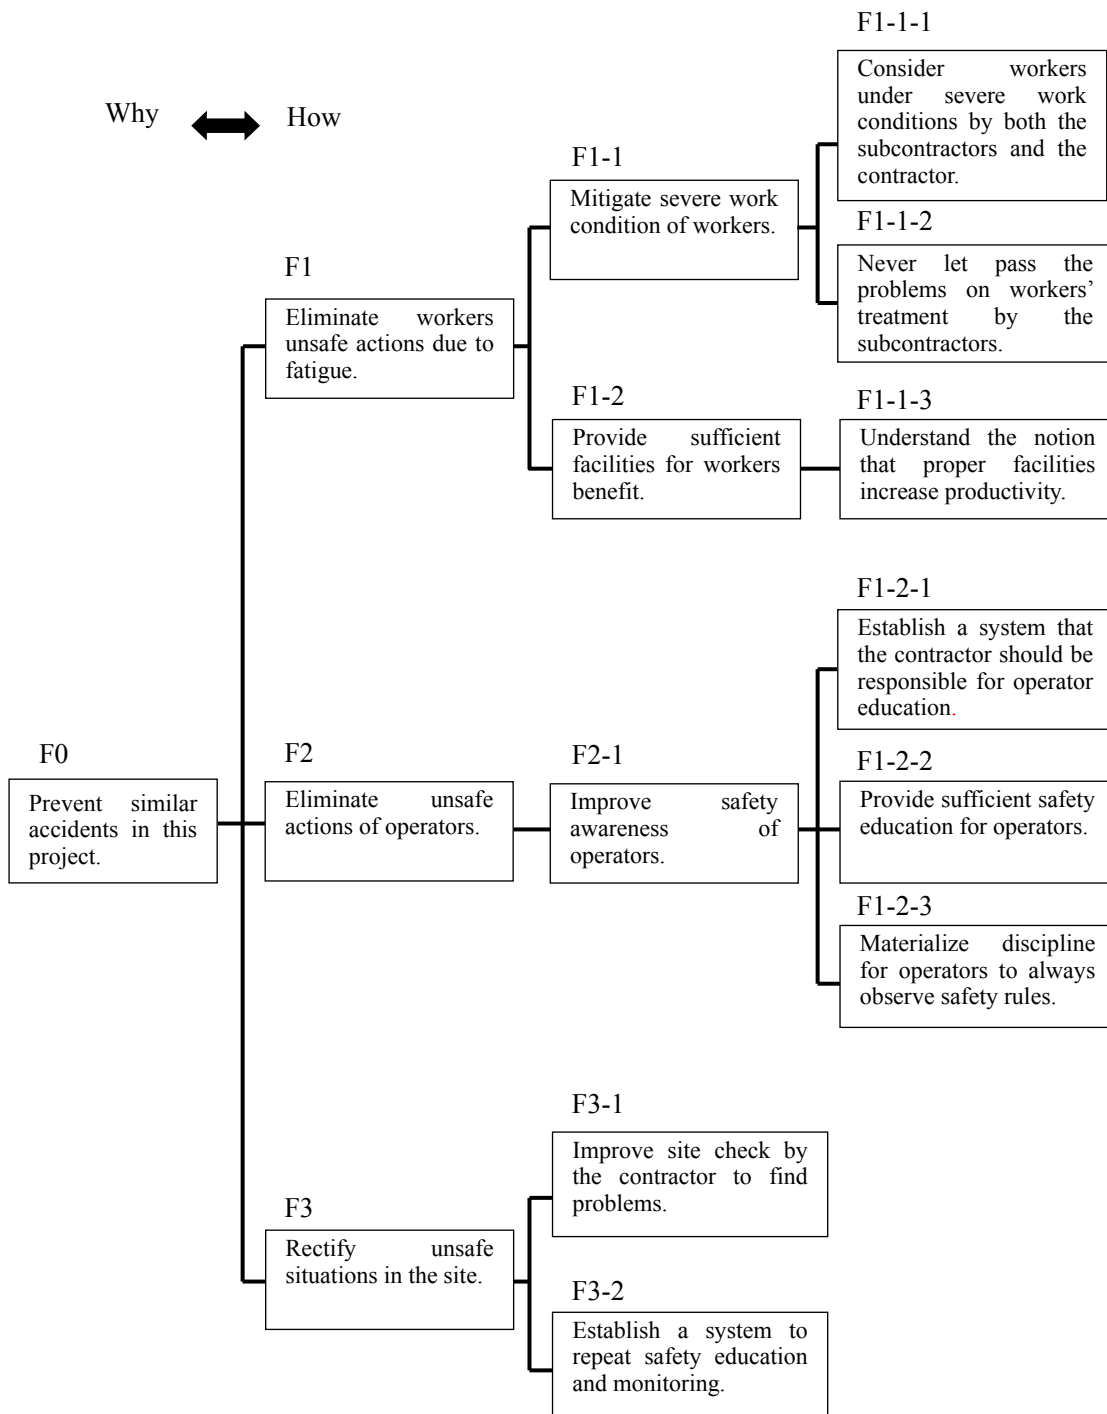 Why
How
F0
Prevent similar
accidents in this
project.
F1
Eliminate workers
unsafe actions due to
fatigue.
F1-1
Mitigate severe work
condition of workers.
F1-1-1
Consider workers
under severe work
conditions by both the
subcontractors and the
contractor.
F1-1-2
Never let pass the
problems on workers’
treatment by the
subcontractors.
F1-2
Provide sufficient
facilities for workers
benefit.
F1-1-3
Understand the notion
that proper facilities
increase productivity.
F2
Eliminate unsafe
actions of operators.
F2-1
Improve safety
awareness of
operators.
F1-2-1
Establish a system that
the contractor should be
responsible for operator
education.
F1-2-2
Provide sufficient safety
education for operators.
F1-2-3
Materialize discipline
for operators to always
observe safety rules.
F3
Rectify unsafe
situations in the site.
F3-1
Improve site check by
the contractor to find
problems.
F3-2
Establish a system to
repeat safety education
and monitoring.